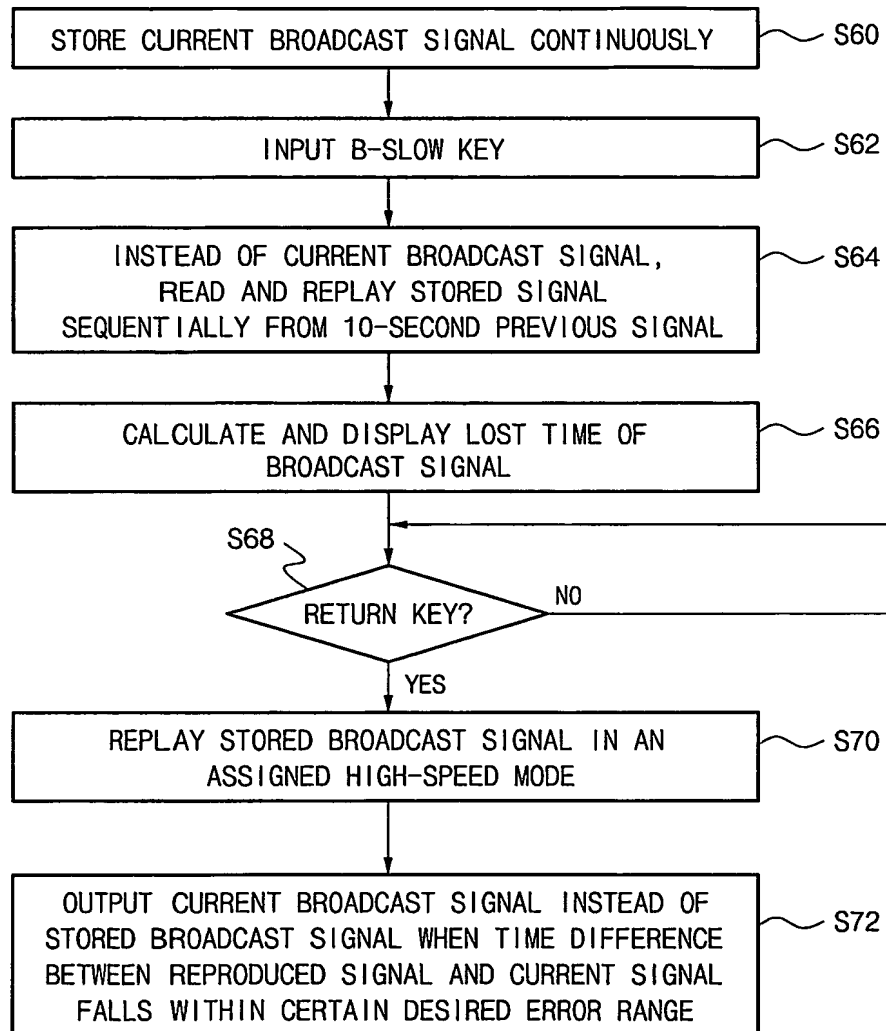 STORE CURRENT BROADCAST SIGNAL CONTINUOUSLY
S60
INPUT B-SLOW KEY
S62
INSTEAD OF CURRENT BROADCAST SIGNAL,
READ AND REPLAY STORED SIGNAL
SEQUENTIALLY FROM 10-SECOND PREVIOUS SIGNAL
S64
CALCULATE AND DISPLAY LOST TIME OF
BROADCAST SIGNAL
S66
S68
RETURN KEY?
NO
YES
REPLAY STORED BROADCAST SIGNAL IN AN
ASSIGNED HIGH-SPEED MODE
S70
OUTPUT CURRENT BROADCAST SIGNAL INSTEAD OF
STORED BROADCAST SIGNAL WHEN TIME DIFFERENCE
BETWEEN REPRODUCED SIGNAL AND CURRENT SIGNAL
FALLS WITHIN CERTAIN DESIRED ERROR RANGE
S72